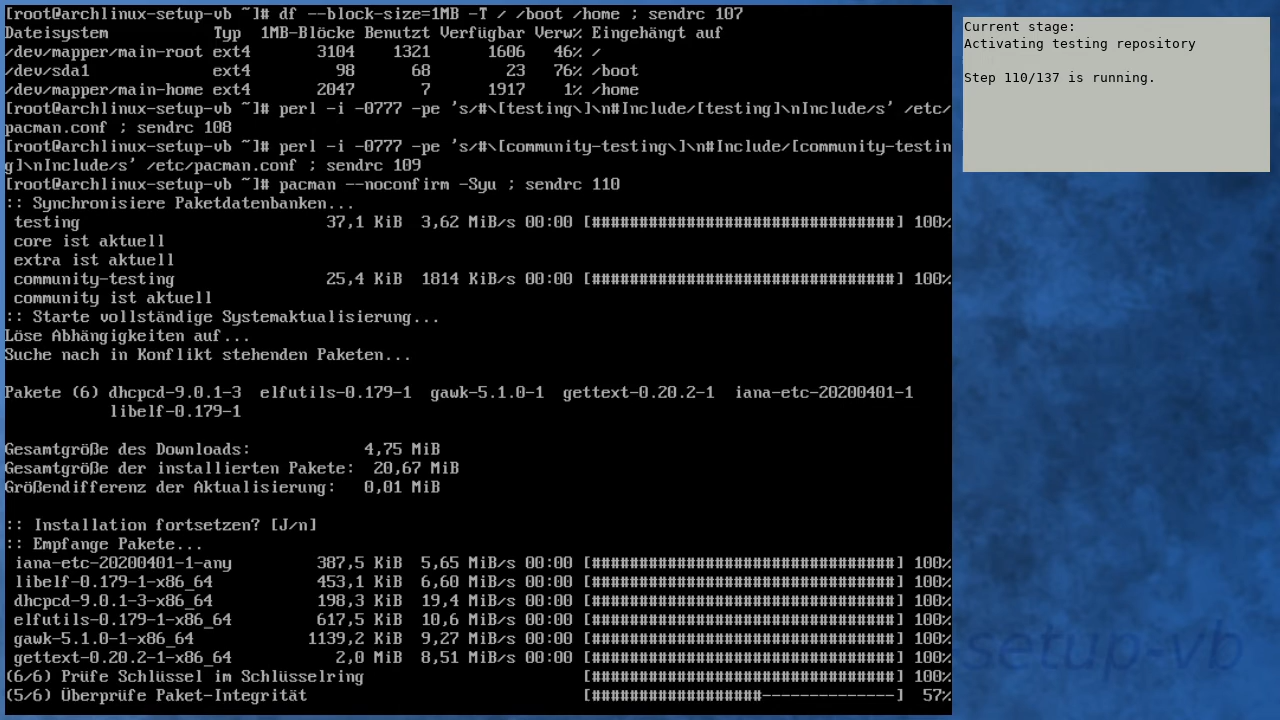 [root@archlinux-setup-vb ~]# df --block-size=1MB -T / /boot /home ; sendrc 107
Dateisystem           Typ  1MB-Blöcke Benutzt Verfügbar Verw% Eingehängt auf
/dev/mapper/main-root ext4       3104    1321      1606   46% /
/dev/sda1             ext4         98      68        23   76% /boot
/dev/mapper/main-home ext4       2047       7      1917    1% /home
[root@archlinux-setup-vb ~]# perl -i -0777 -pe 's/#\[testing\]\n#Include/[testing]\nInclude/s' /etc/
pacman.conf ; sendrc 108
[root@archlinux-setup-vb ~]# perl -i -0777 -pe 's/#\[community-testing\]\n#Include/[community-testin
g]\nInclude/s' /etc/pacman.conf ; sendrc 109
[root@archlinux-setup-vb ~]# pacman --noconfirm -Syu ; sendrc 110
:: Synchronisiere Paketdatenbanken...
 testing                          37,1 KiB  3,62 MiB/s 00:00 [################################] 100%
 core ist aktuell
 extra ist aktuell
 community-testing                25,4 KiB  1814 KiB/s 00:00 [################################] 100%
 community ist aktuell
:: Starte vollständige Systemaktualisierung...
Löse Abhängigkeiten auf...
Suche nach in Konflikt stehenden Paketen...
Pakete (6) dhcpcd-9.0.1-3  elfutils-0.179-1  gawk-5.1.0-1  gettext-0.20.2-1  iana-etc-20200401-1
           libelf-0.179-1
Gesamtgröße des Downloads:            4,75 MiB
Gesamtgröße der installierten Pakete:  20,67 MiB
Größendifferenz der Aktualisierung:   0,01 MiB
:: Installation fortsetzen? [J/n]
:: Empfange Pakete...
 iana-etc-20200401-1-any         387,5 KiB  5,65 MiB/s 00:00 [################################] 100%
 libelf-0.179-1-x86_64           453,1 KiB  6,60 MiB/s 00:00 [################################] 100%
 dhcpcd-9.0.1-3-x86_64           198,3 KiB  19,4 MiB/s 00:00 [################################] 100%
 elfutils-0.179-1-x86_64         617,5 KiB  10,6 MiB/s 00:00 [################################] 100%
 gawk-5.1.0-1-x86_64            1139,2 KiB  9,27 MiB/s 00:00 [################################] 100%
 gettext-0.20.2-1-x86_64           2,0 MiB  8,51 MiB/s 00:00 [################################] 100%
(6/6) Prüfe Schlüssel im Schlüsselring                       [################################] 100%
(5/6) Überprüfe Paket-Integrität                             [##################--------------]  57%
Current stage:
Activating testing repository
Step 110/137 is running.
setup-vb